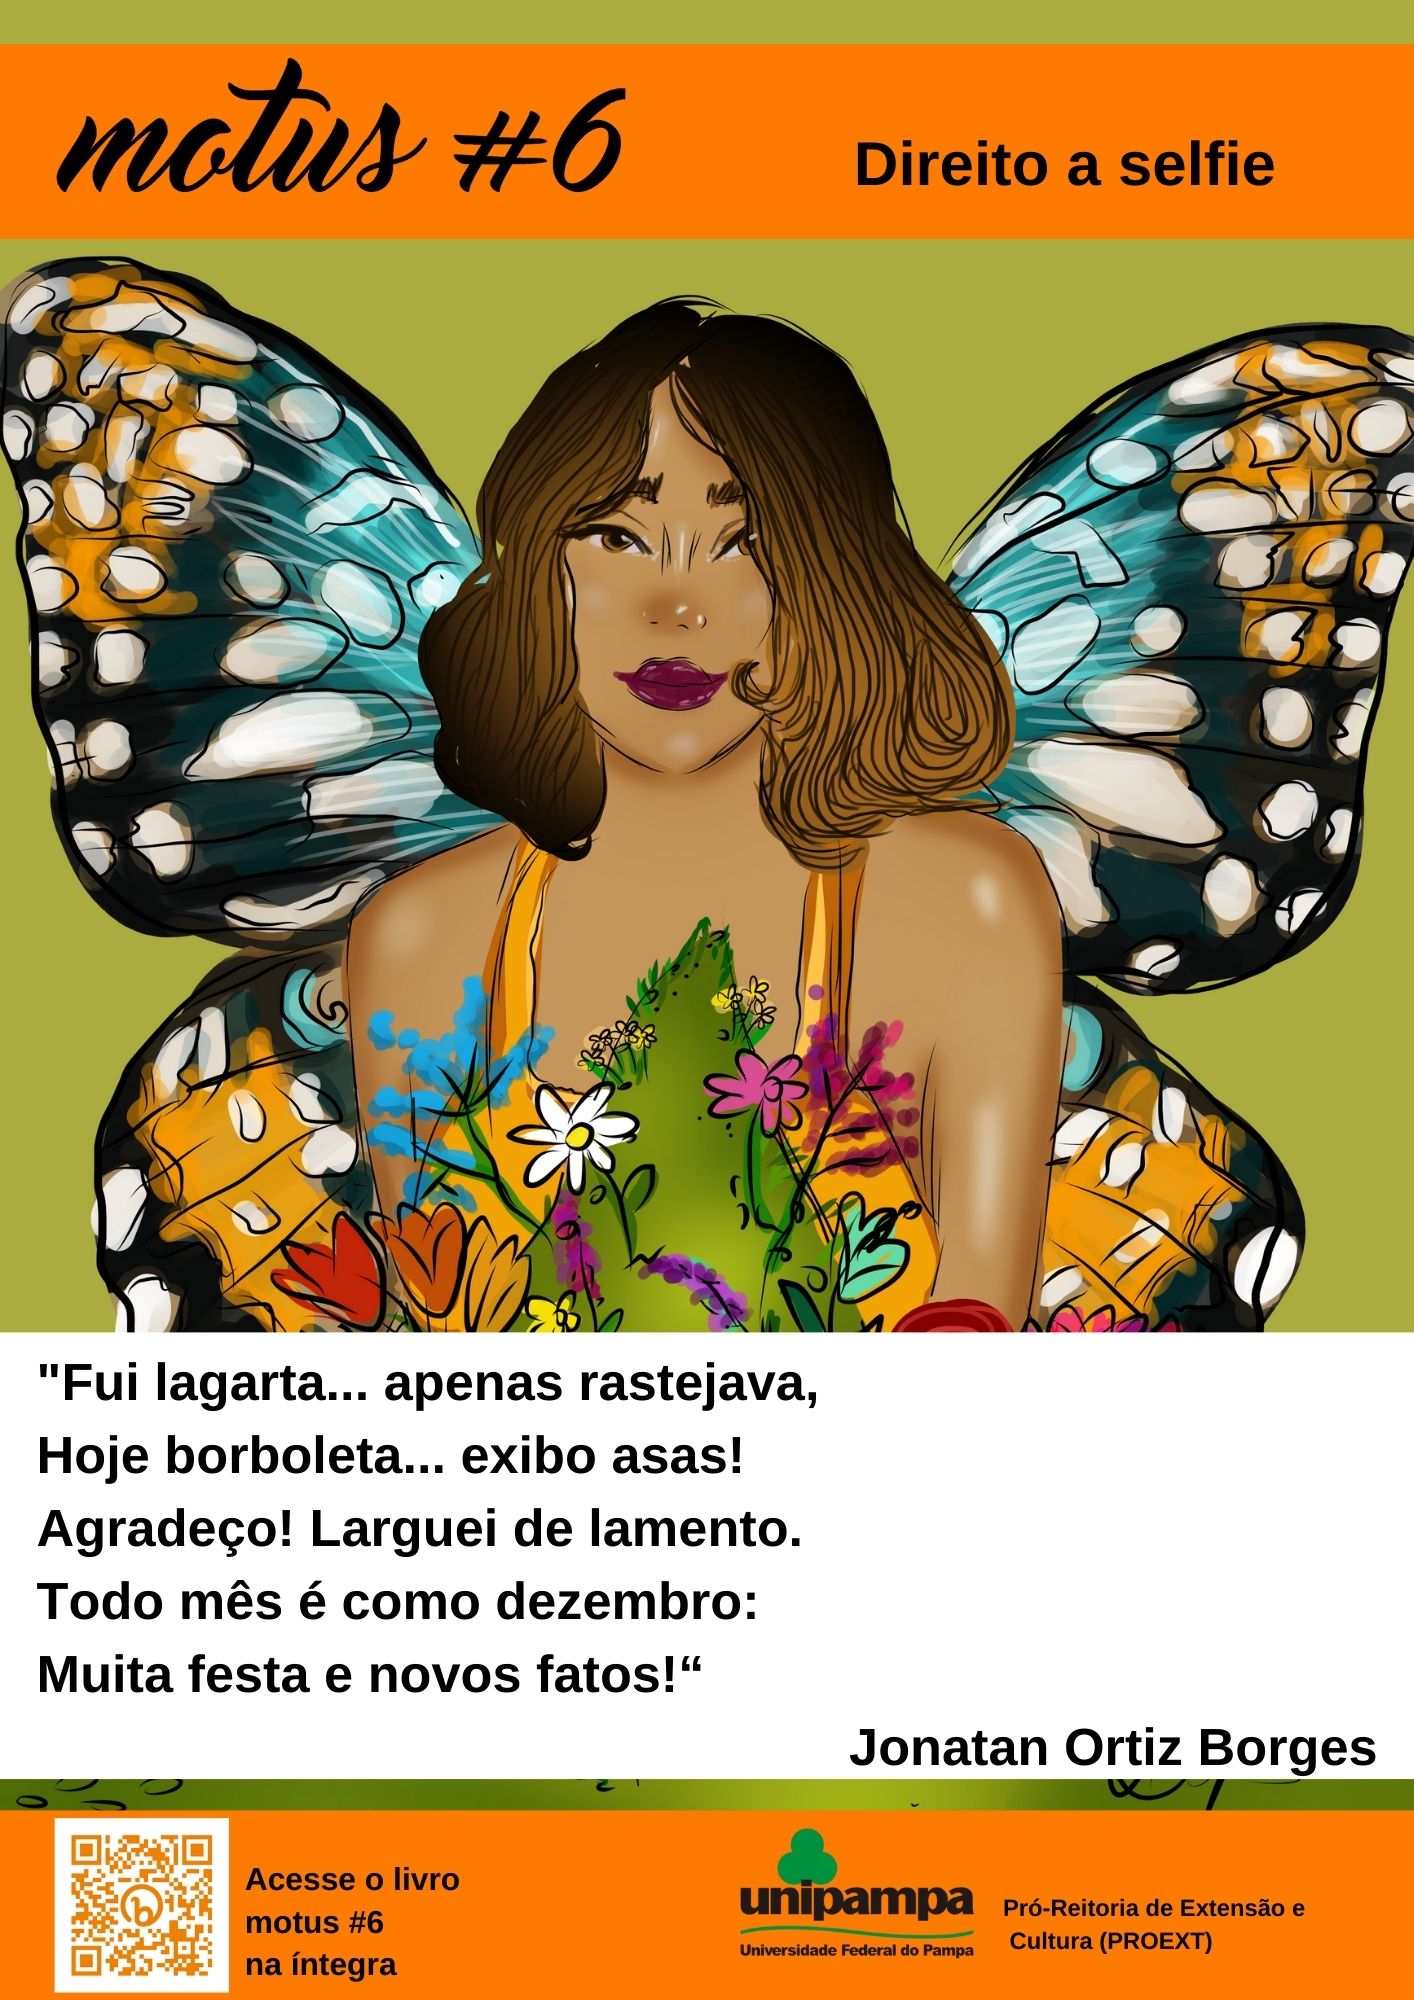 motus #6
Direito a selfie
"Fui lagarta... apenas rastejava,
Hoje borboleta... exibo asas!
Agradeço! Larguei de lamento.
Todo mês é como dezembro:
Muita festa e novos fatos!“
Jonatan Ortiz Borges
Acesse o livro
motus #6
na íntegra
unipampa
Universidade Federal do Pampa
Pró-Reitoria de Extensão e
Cultura (PROEXT)